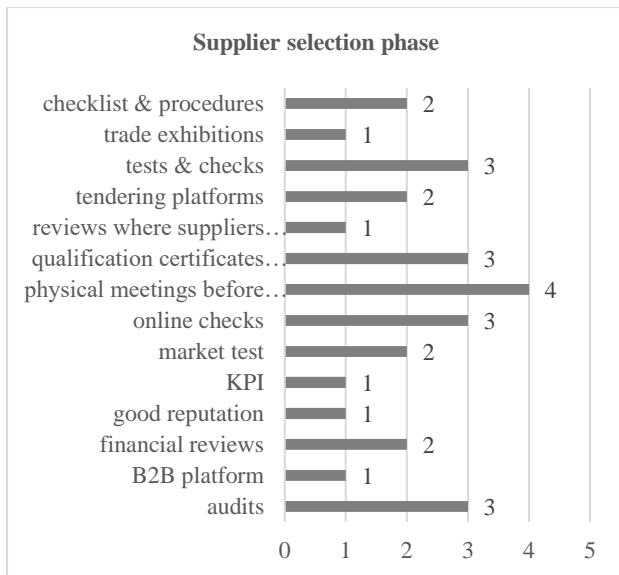 Supplier selection phase
checklist & procedures 2
trade exhibitions 1
tests & checks 3
tendering platforms 2
reviews where suppliers… 1
qualification certificates… 3
physical meetings before… 4
online checks 3
market test 2
KPI 1
good reputation 1
financial reviews 2
B2B platform 1
audits 3
0 1 2 3 4 5